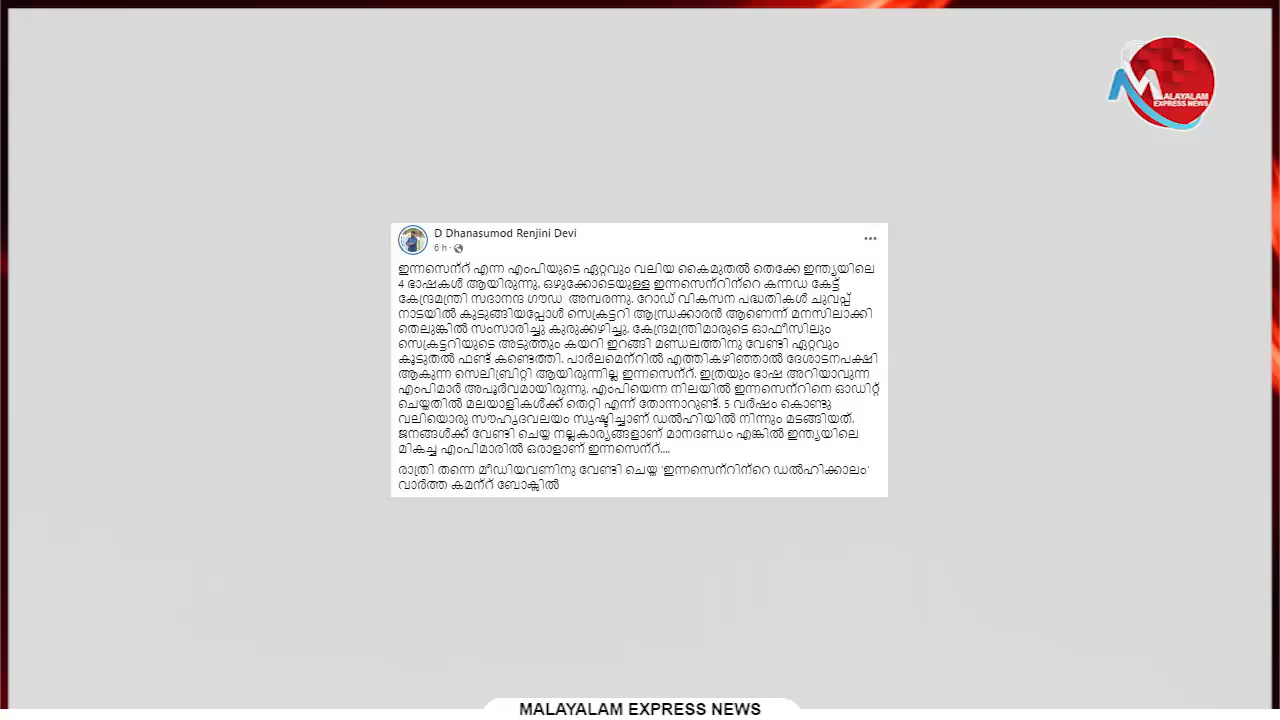 MALAYALAM
EXPRESS NEWS
D Dhanasumod Renjini Devi
6 h ·
ഇന്നസെന്റ് എന്ന എംപിയുടെ ഏറ്റവും വലിയ കൈമുതൽ തെക്കേ ഇന്ത്യയിലെ
4 ഭാഷകൾ ആയിരുന്നു. ഒഴുക്കോടെയുള്ള ഇന്നസെന്റിന്റെ കന്നഡ കേട്ട്
കേന്ദ്രമന്ത്രി സദാനന്ദ ഗൗഡ അമ്പരന്നു. റോഡ് വികസന പദ്ധതികൾ ചുവപ്പ്
നാടയിൽ കുടുങ്ങിയപ്പോൾ സെക്രട്ടറി ആന്ധ്രക്കാരൻ ആണെന്ന് മനസിലാക്കി
തെലുങ്കിൽ സംസാരിച്ചു കുരുക്കഴിച്ചു. കേന്ദ്രമന്ത്രിമാരുടെ ഓഫീസിലും
സെക്രട്ടറിയുടെ അടുത്തും കയറി ഇറങ്ങി മണ്ഡലത്തിനു വേണ്ടി ഏറ്റവും
കൂടുതൽ ഫണ്ട് കണ്ടെത്തി. പാർലമെന്റിൽ എത്തികഴിഞ്ഞാൽ ദേശാടനപക്ഷി
ആകുന്ന സെലിബ്രിറ്റി ആയിരുന്നില്ല ഇന്നസെന്റ്. ഇത്രയും ഭാഷ അറിയാവുന്ന
എംപിമാർ അപൂർവമായിരുന്നു. എംപിയെന്ന നിലയിൽ ഇന്നസെന്റിനെ ഓഡിറ്റ്
ചെയ്തതിൽ മലയാളികൾക്ക് തെറ്റി എന്ന് തോന്നാറുണ്ട്. 5 വർഷം കൊണ്ടു
വലിയൊരു സൗഹൃദവലയം സൃഷ്ടിച്ചാണ് ഡൽഹിയിൽ നിന്നും മടങ്ങിയത്.
ജനങ്ങൾക്ക് വേണ്ടി ചെയ്ത നല്ലകാര്യങ്ങളാണ് മാനദണ്ഡം എങ്കിൽ ഇന്ത്യയിലെ
മികച്ച എംപിമാരിൽ ഒരാളാണ് ഇന്നസെന്റ്....
രാത്രി തന്നെ മീഡിയവണിനു വേണ്ടി ചെയ്ത 'ഇന്നസെന്റിന്റെ ഡൽഹിക്കാലം'
വാർത്ത കമന്റ് ബോക്സിൽ
MALAYALAM EXPRESS NEWS